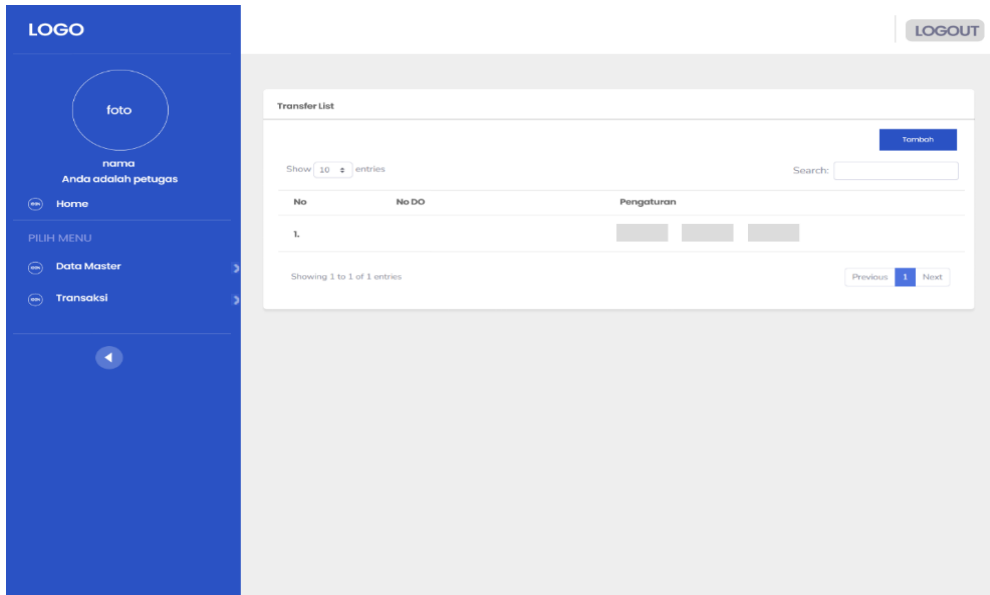 LOGO
LOGOUT
foto
nama
Anda adalah petugas
Home
PILIH MENU
Data Master
Transaksi
Transfer List
Tambah
Show 10 entries
Search:
No No DO Pengaturan
1.
Showing 1 to 1 of 1 entries
Previous 1 Next